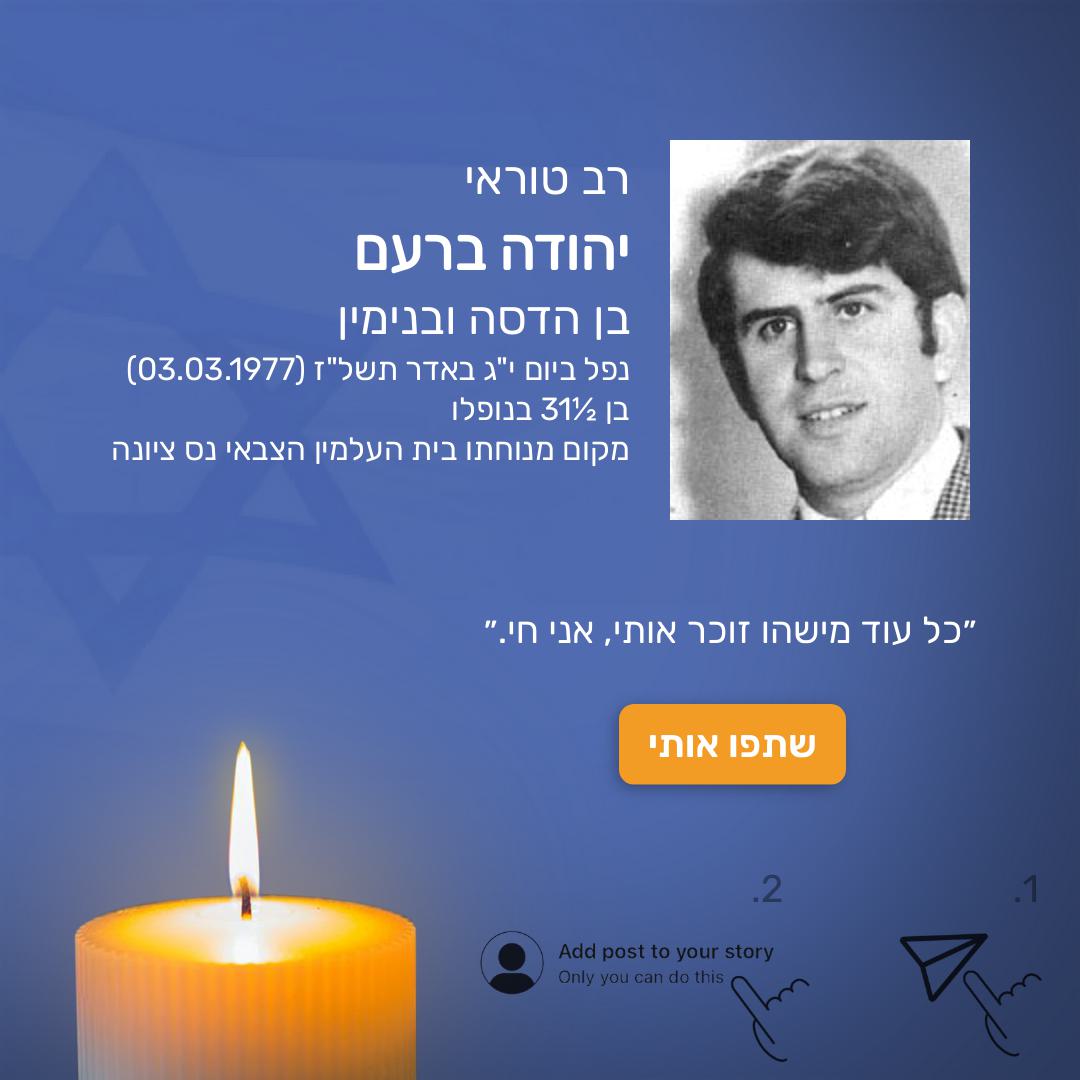 רב טוראי
יהודה ברעם
בן הדסה ובנימין
נפל ביום י"ג באדר תשל"ז (03.03.1977)
בן 31½ בנופלו
מקום מנוחתו בית העלמין הצבאי נס ציונה
״כל עוד מישהו זוכר אותי, אני חי.״
שתפו אותי
1.
2.
Add post to your story
Only you can do this